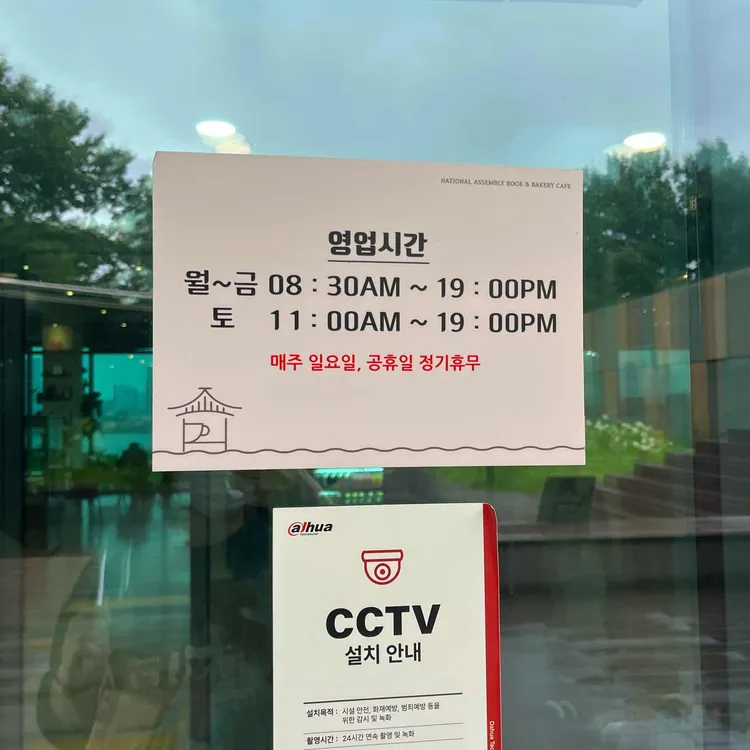 NATIONAL ASSEMBLY BOOK & BAKERY CAFE
영업시간
월~금 08 : 30AM ~ 19 : 00PM
토 11 : 00AM ~ 19 : 00PM
매주 일요일, 공휴일 정기휴무
alhua
TECHNOLOGY
CCTV
설치 안내
설치목적 : 시설 안전, 화재예방, 범죄예방 등을
위한 감시 및 녹화
촬영시간 : 24시간 연속 촬영 및 녹화
Dahua